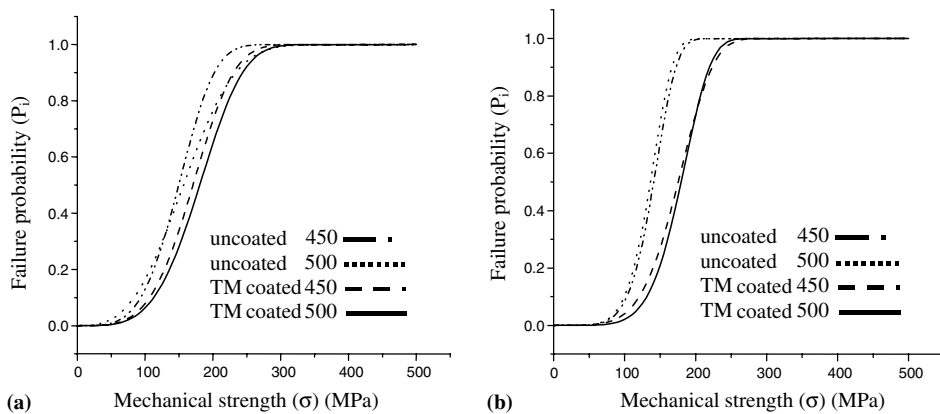 1.0
0.8
0.6
0.4
0.2
0.0
Failure probability (Pi)
uncoated 450
uncoated 500
TM coated 450
TM coated 500
0 100 200 300 400 500
(a) Mechanical strength (σ) (MPa)
1.0
0.8
0.6
0.4
0.2
0.0
Failure probability (Pi)
uncoated 450
uncoated 500
TM coated 450
TM coated 500
0 100 200 300 400 500
(b) Mechanical strength (σ) (MPa)